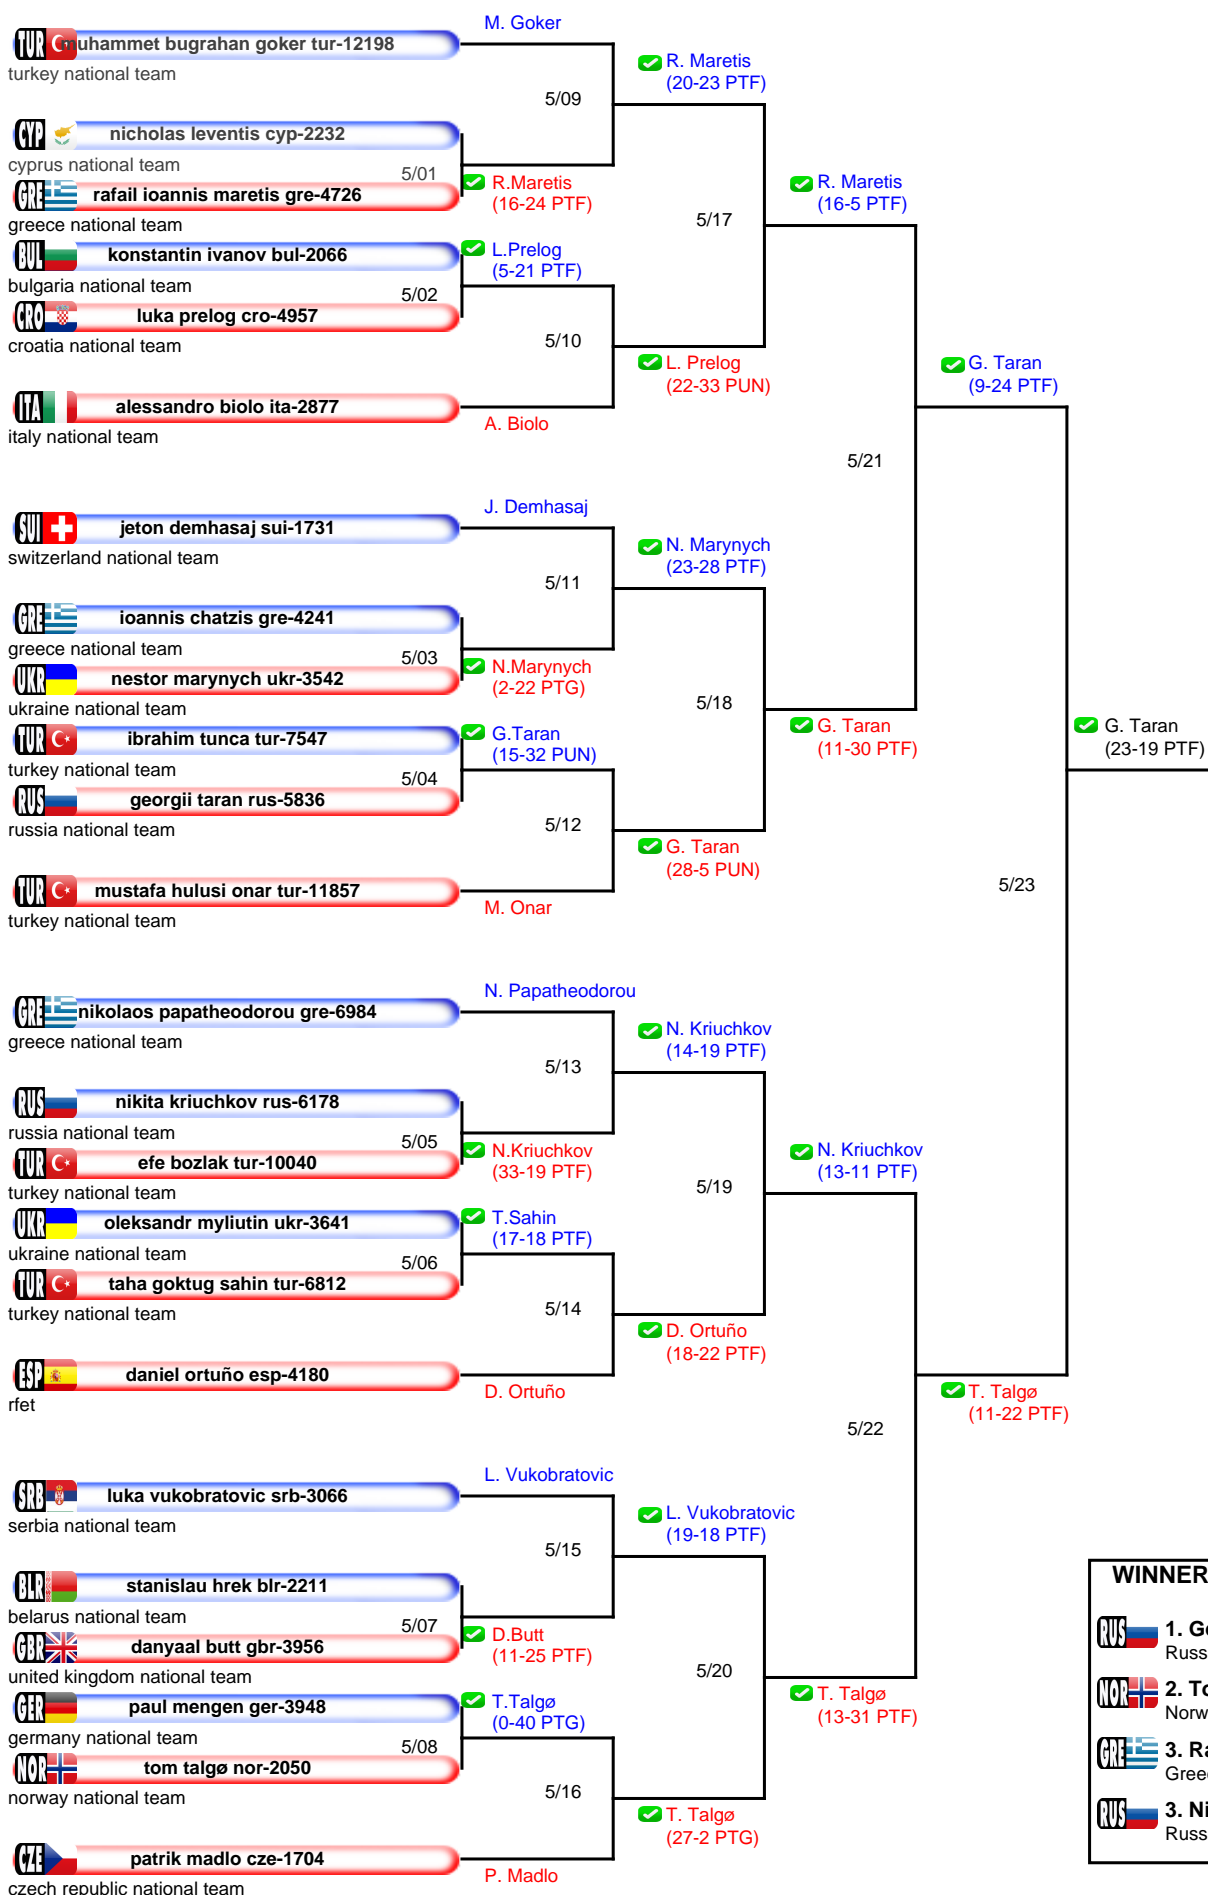 M. Goker
TUR muhammet bugrahan goker tur-12198
turkey national team
R. Maretis
(20-23 PTF)
5/09
CYP nicholas leventis cyp-2232
cyprus national team
5/01
GRE rafail ioannis maretis gre-4726
greece national team
R.Maretis
(16-24 PTF)
R. Maretis
(16-5 PTF)
5/17
BUL konstantin ivanov bul-2066
bulgaria national team
L.Prelog
(5-21 PTF)
5/02
CRO luka prelog cro-4957
croatia national team
5/10
L. Prelog
(22-33 PUN)
G. Taran
(9-24 PTF)
ITA alessandro biolo ita-2877
italy national team
A. Biolo
5/21
J. Demhasaj
SUI jeton demhasaj sui-1731
switzerland national team
N. Marynych
(23-28 PTF)
5/11
GRE ioannis chatzis gre-4241
greece national team
5/03
UKR nestor marynych ukr-3542
ukraine national team
N.Marynych
(2-22 PTG)
5/18
TUR ibrahim tunca tur-7547
turkey national team
G.Taran
(15-32 PUN)
G. Taran
(11-30 PTF)
G. Taran
(23-19 PTF)
5/04
RUS georgii taran rus-5836
russia national team
5/12
G. Taran
(28-5 PUN)
TUR mustafa hulusi onar tur-11857
turkey national team
M. Onar
5/23
N. Papatheodorou
GRE nikolaos papatheodorou gre-6984
greece national team
N. Kriuchkov
(14-19 PTF)
5/13
RUS nikita kriuchkov rus-6178
russia national team
5/05
TUR efe bozlak tur-10040
turkey national team
N.Kriuchkov
(33-19 PTF)
N. Kriuchkov
(13-11 PTF)
5/19
UKR oleksandr myliutin ukr-3641
ukraine national team
T.Sahin
(17-18 PTF)
5/06
TUR taha goktug sahin tur-6812
turkey national team
5/14
D. Ortuño
(18-22 PTF)
ESP daniel ortuño esp-4180
rfet
D. Ortuño
T. Talgø
(11-22 PTF)
5/22
L. Vukobratovic
SRB luka vukobratovic srb-3066
serbia national team
L. Vukobratovic
(19-18 PTF)
5/15
BLR stanislau hrek blr-2211
belarus national team
5/07
GBR danyaal butt gbr-3956
united kingdom national team
D.Butt
(11-25 PTF)
5/20
GER paul mengen ger-3948
germany national team
T.Talgø
(0-40 PTG)
T. Talgø
(13-31 PTF)
5/08
NOR tom talgø nor-2050
norway national team
5/16
T. Talgø
(27-2 PTG)
CZE patrik madlo cze-1704
czech republic national team
P. Madlo
WINNER
RUS 1. Ge
Russ
NOR 2. To
Norw
GRE 3. Ra
Gree
RUS 3. Ni
Russ